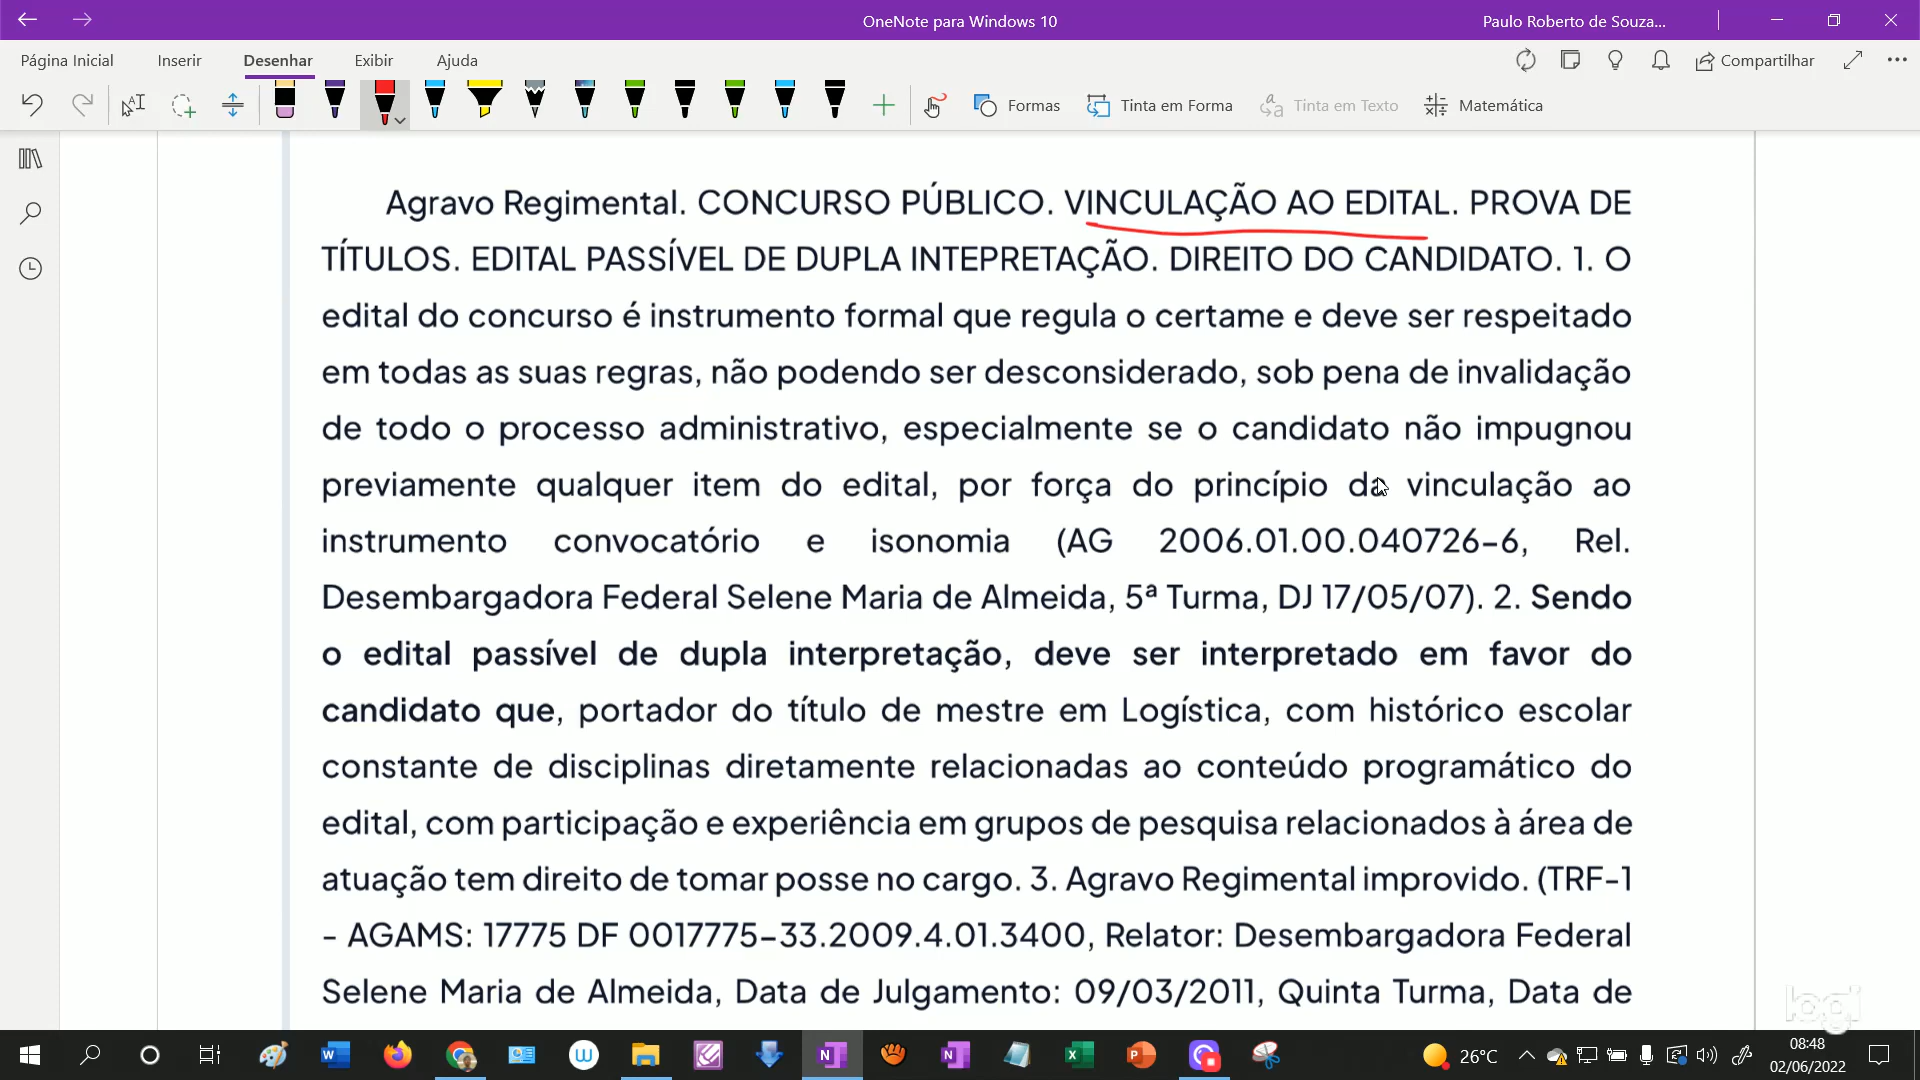 OneNote para Windows 10
Paulo Roberto de Souza...
Página Inicial Inserir Desenhar Exibir Ajuda Compartilhar
Formas Tinta em Forma Tinta em Texto Matemática
Agravo Regimental. CONCURSO PÚBLICO. VINCULAÇÃO AO EDITAL. PROVA DE
TÍTULOS. EDITAL PASSÍVEL DE DUPLA INTEPRETAÇÃO. DIREITO DO CANDIDATO. 1. O
edital do concurso é instrumento formal que regula o certame e deve ser respeitado
em todas as suas regras, não podendo ser desconsiderado, sob pena de invalidação
de todo o processo administrativo, especialmente se o candidato não impugnou
previamente qualquer item do edital, por força do princípio da vinculação ao
instrumento convocatório e isonomia (AG 2006.01.00.040726-6, Rel.
Desembargadora Federal Selene Maria de Almeida, 5ª Turma, DJ 17/05/07). 2. Sendo
o edital passível de dupla interpretação, deve ser interpretado em favor do
candidato que, portador do título de mestre em Logística, com histórico escolar
constante de disciplinas diretamente relacionadas ao conteúdo programático do
edital, com participação e experiência em grupos de pesquisa relacionados à área de
atuação tem direito de tomar posse no cargo. 3. Agravo Regimental improvido. (TRF-1
- AGAMS: 17775 DF 0017775-33.2009.4.01.3400, Relator: Desembargadora Federal
Selene Maria de Almeida, Data de Julgamento: 09/03/2011, Quinta Turma, Data de
logi
26°C
08:48
02/06/2022